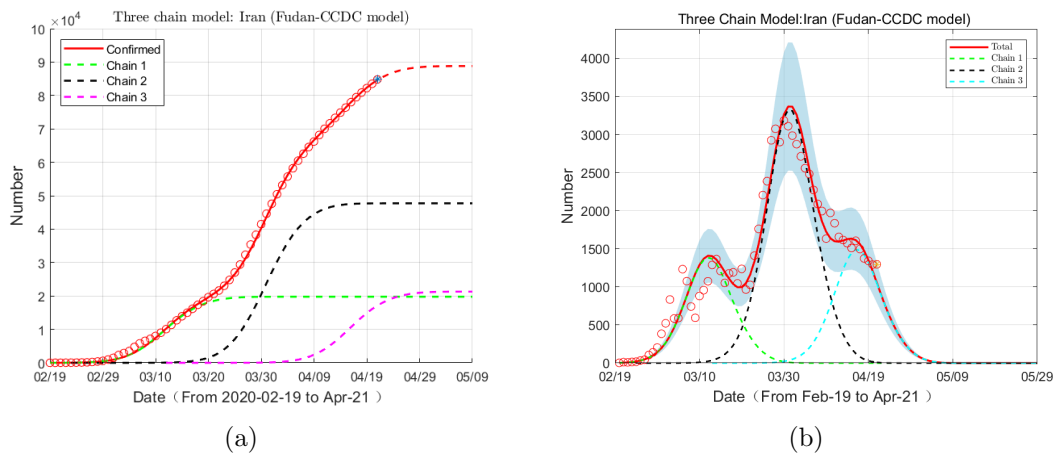 Three chain model: Iran (Fudan-CCDC model)
×10⁴
10
9
8
7
6
5
4
3
2
1
0
Number
Confirmed
Chain 1
Chain 2
Chain 3
02/19 02/29 03/10 03/20 03/30 04/09 04/19 04/29 05/09
Date（From 2020-02-19 to Apr-21 ）
(a)
Three Chain Model:Iran (Fudan-CCDC model)
4000
3500
3000
2500
2000
1500
1000
500
0
Number
Total
Chain 1
Chain 2
Chain 3
02/19 03/10 03/30 04/19 05/09 05/29
Date（From Feb-19 to Apr-21 ）
(b)